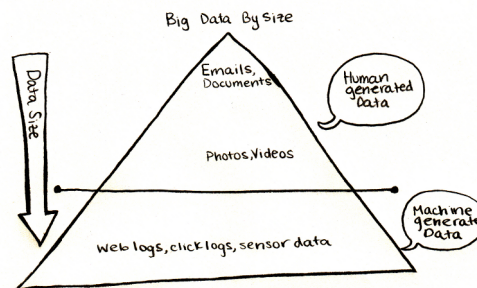 Big Data By Size
Data Size
Emails,
Documents
Human
generated
Data
Photos, Videos
Machine
generate
Data
Web logs, click logs, sensor data